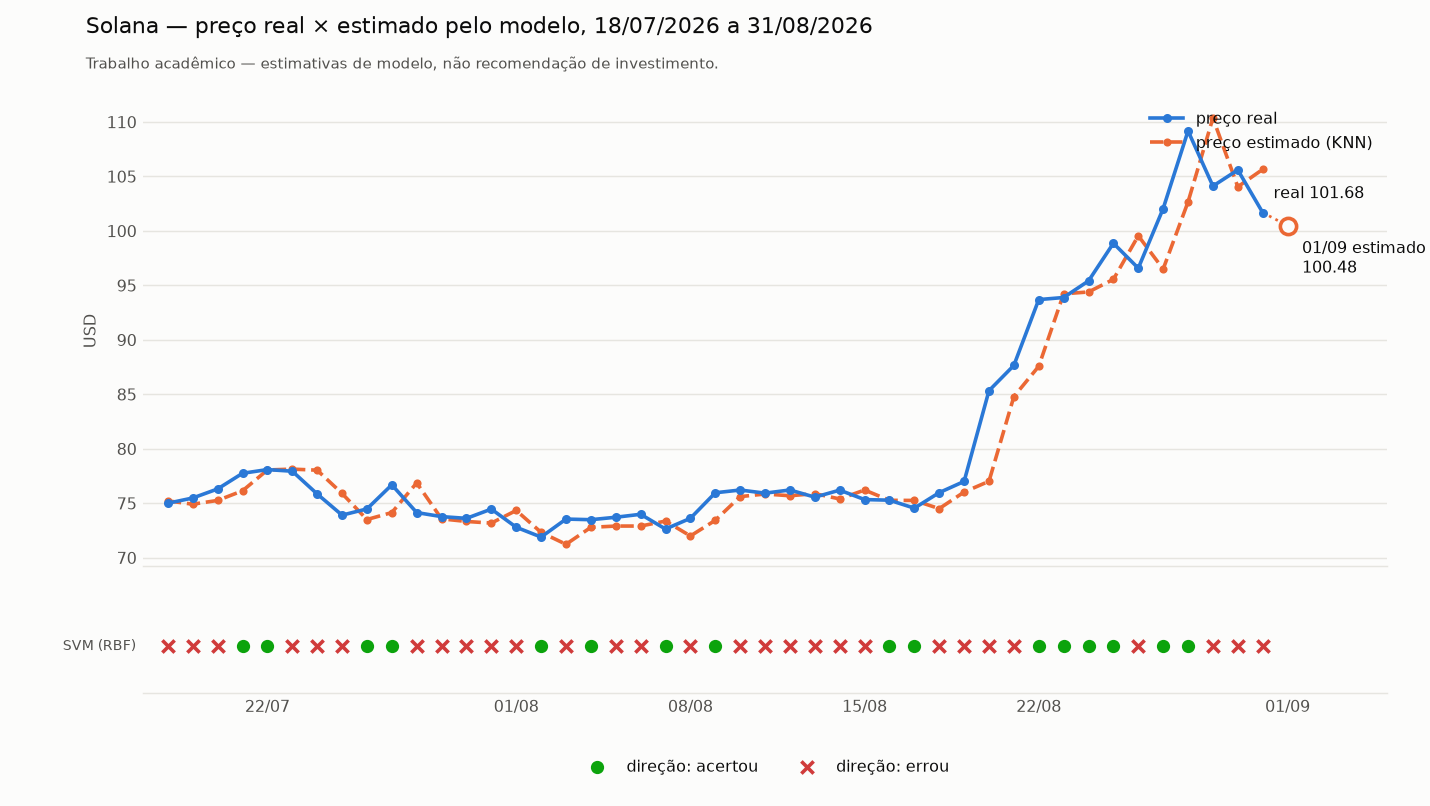 Solana — preço real × estimado pelo modelo, 18/07/2026 a 31/08/2026
Trabalho acadêmico — estimativas de modelo, não recomendação de investimento.
preço real
preço estimado (KNN)
110
105
100
95
90
85
80
75
70
USD
real 101.68
01/09 estimado
100.48
SVM (RBF)
22/07
01/08
08/08
15/08
22/08
01/09
direção: acertou
direção: errou